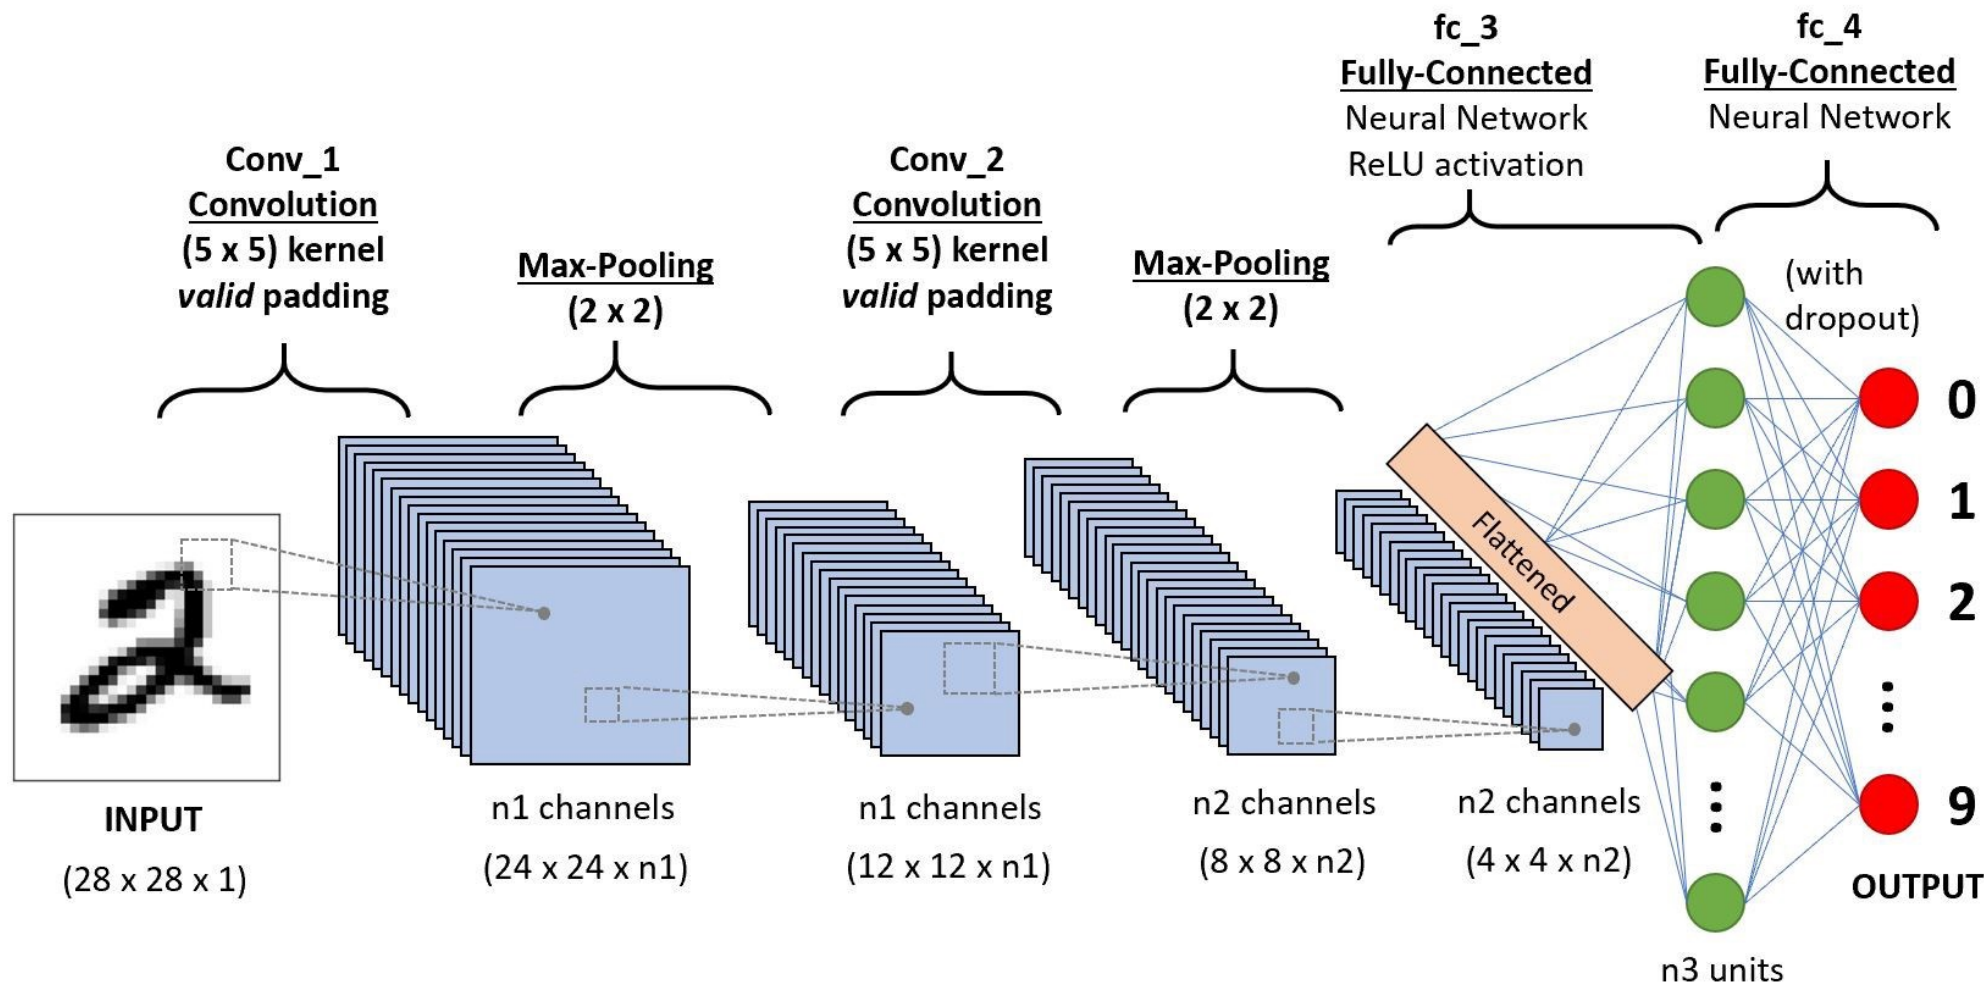 fc_3
Fully-Connected
Neural Network
ReLU activation
fc_4
Fully-Connected
Neural Network
Conv_1
Convolution
(5 x 5) kernel
valid padding
Max-Pooling
(2 x 2)
Conv_2
Convolution
(5 x 5) kernel
valid padding
Max-Pooling
(2 x 2)
(with
dropout)
Flattened
0
1
2
9
INPUT
(28 x 28 x 1)
n1 channels
(24 x 24 x n1)
n1 channels
(12 x 12 x n1)
n2 channels
(8 x 8 x n2)
n2 channels
(4 x 4 x n2)
OUTPUT
n3 units
2